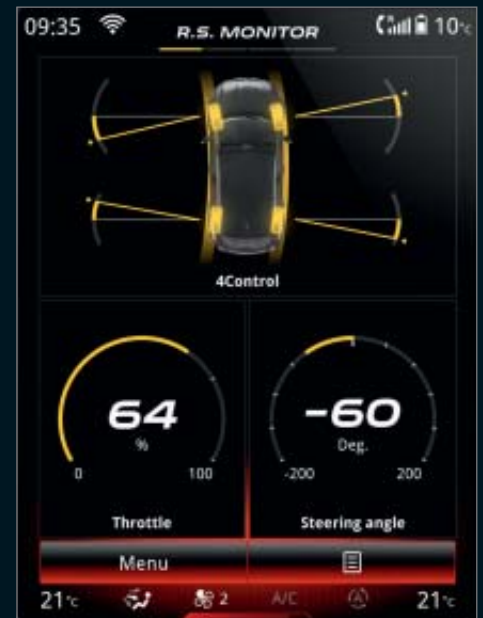 09:35 R.S. MONITOR 10°c
4Control
64 -60
% Deg.
0 100 -200 200
Throttle Steering angle
Menu
21°c 2 A/C A 21°c